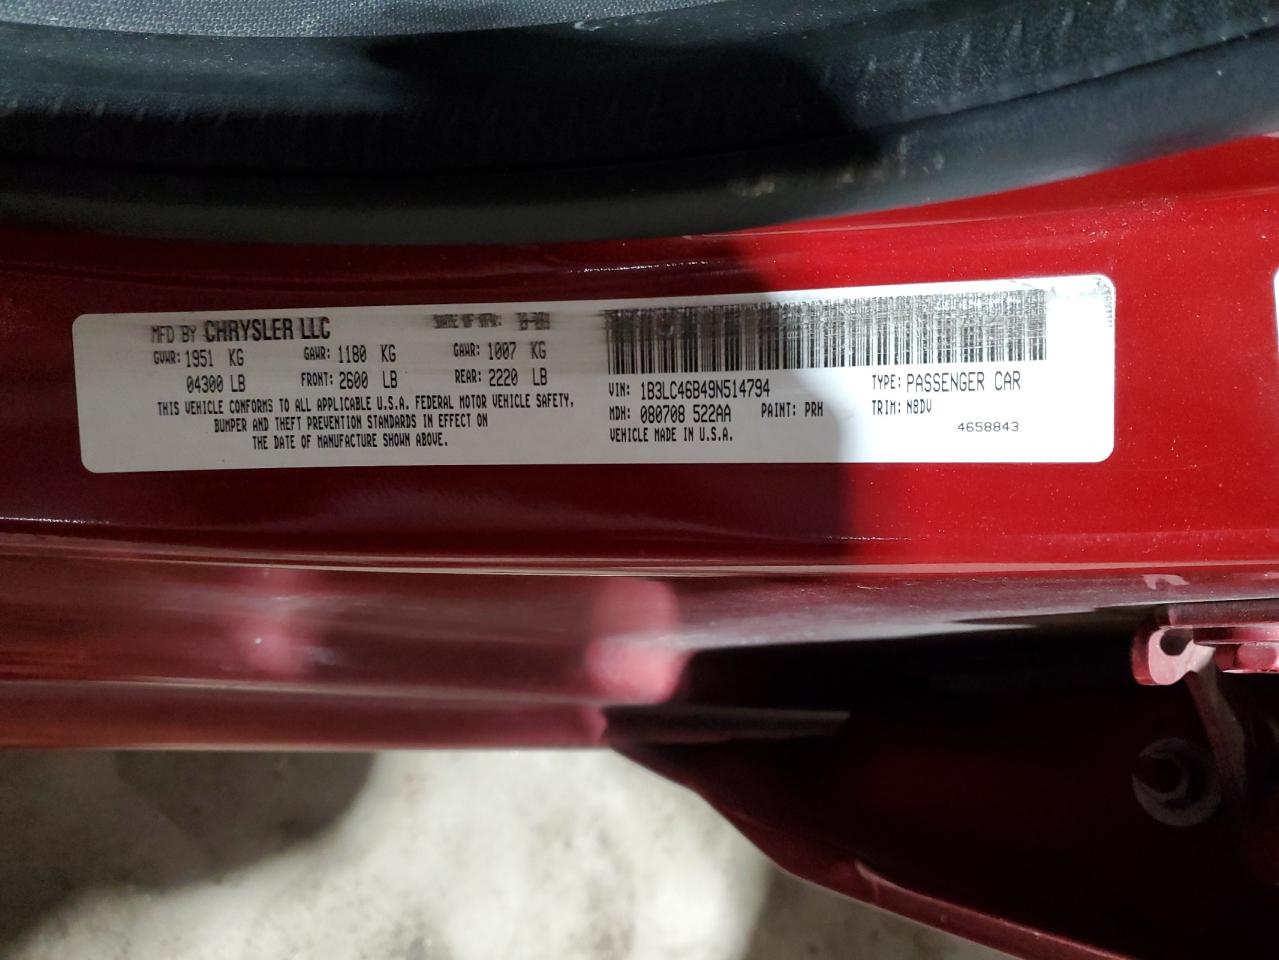 MFD BY CHRYSLER LLC DATE OF MFR:
GVWR: 1951 KG GAWR: 1180 KG GAWR: 1007 KG
04300 LB FRONT: 2600 LB REAR: 2220 LB
THIS VEHICLE CONFORMS TO ALL APPLICABLE U.S.A. FEDERAL MOTOR VEHICLE SAFETY,
BUMPER AND THEFT PREVENTION STANDARDS IN EFFECT ON
THE DATE OF MANUFACTURE SHOWN ABOVE.
VIN: 1B3LC46B49N514794 TYPE: PASSENGER CAR
MDH: 080708 522AA PAINT: PRH TRIM: N8DV
VEHICLE MADE IN U.S.A. 4658843